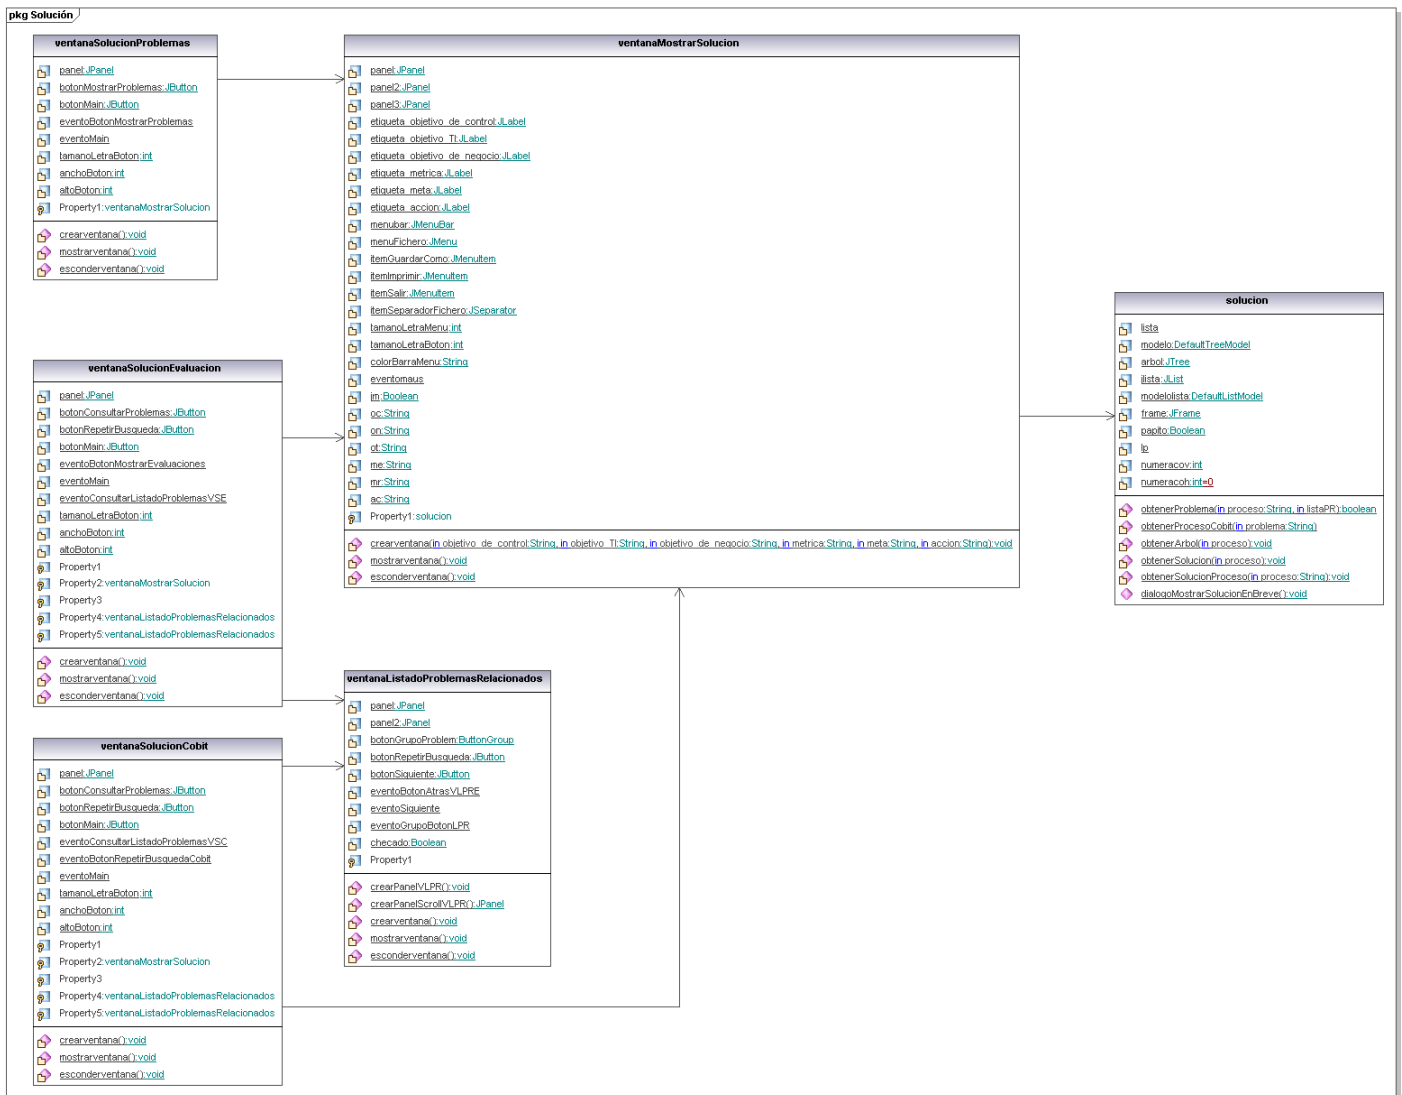 pkg Solución
ventanaSolucionProblemas
panel:JPanel
botonMostrarProblemas:JButton
botonMain:JButton
eventoBotonMostrarProblemas
eventoMain
tamanoLetraBoton:int
anchoBoton:int
altoBoton:int
Property1:ventanaMostrarSolucion
crearventana():void
mostrarventana():void
esconderventana():void
ventanaMostrarSolucion
panel:JPanel
panel2:JPanel
panel3:JPanel
etiqueta_objetivo_de_control:JLabel
etiqueta_objetivo_TI:JLabel
etiqueta_objetivo_de_negocio:JLabel
etiqueta_metrica:JLabel
etiqueta_meta:JLabel
etiqueta_accion:JLabel
menubar:JMenuBar
menuFichero:JMenu
itemGuardarComo:JMenuItem
itemImprimir:JMenuItem
itemSalir:JMenuItem
itemSeparadorFichero:JSeparator
tamanoLetraMenu:int
tamanoLetraBoton:int
colorBarraMenu:String
eventomaus
im:Boolean
oc:String
on:String
ot:String
me:String
mr:String
ac:String
Property1:solucion
crearventana(in objetivo_de_control:String, in objetivo_TI:String, in objetivo_de_negocio:String, in metrica:String, in meta:String, in accion:String):void
mostrarventana():void
esconderventana():void
solucion
lista
modelo:DefaultTreeModel
arbol:JTree
jlista:JList
modelolista:DefaultListModel
frame:JFrame
papito:Boolean
lp
numeracov:int
numeracoh:int=0
obtenerProblema(in proceso:String, in listaPR):boolean
obtenerProcesoCobit(in problema:String)
obtenerArbol(in proceso):void
obtenerSolucion(in proceso):void
obtenerSolucionProceso(in proceso:String):void
dialogoMostrarSolucionEnBreve():void
ventanaSolucionEvaluacion
panel:JPanel
botonConsultarProblemas:JButton
botonRepetirBusqueda:JButton
botonMain:JButton
eventoBotonMostrarEvaluaciones
eventoMain
eventoConsultarListadoProblemasVSE
tamanoLetraBoton:int
anchoBoton:int
altoBoton:int
Property1
Property2:ventanaMostrarSolucion
Property3
Property4:ventanaListadoProblemasRelacionados
Property5:ventanaListadoProblemasRelacionados
crearventana():void
mostrarventana():void
esconderventana():void
ventanaListadoProblemasRelacionados
panel:JPanel
panel2:JPanel
botonGrupoProblem:ButtonGroup
botonRepetirBusqueda:JButton
botonSiguiente:JButton
eventoBotonAtrasVLPRE
eventoSiguiente
eventoGrupoBotonLPR
checado:Boolean
Property1
crearPanelVLPR():void
crearPanelScrollVLPR():JPanel
crearventana():void
mostrarventana():void
esconderventana():void
ventanaSolucionCobit
panel:JPanel
botonConsultarProblemas:JButton
botonRepetirBusqueda:JButton
botonMain:JButton
eventoConsultarListadoProblemasVSC
eventoBotonRepetirBusquedaCobit
eventoMain
tamanoLetraBoton:int
anchoBoton:int
altoBoton:int
Property1
Property2:ventanaMostrarSolucion
Property3
Property4:ventanaListadoProblemasRelacionados
Property5:ventanaListadoProblemasRelacionados
crearventana():void
mostrarventana():void
esconderventana():void